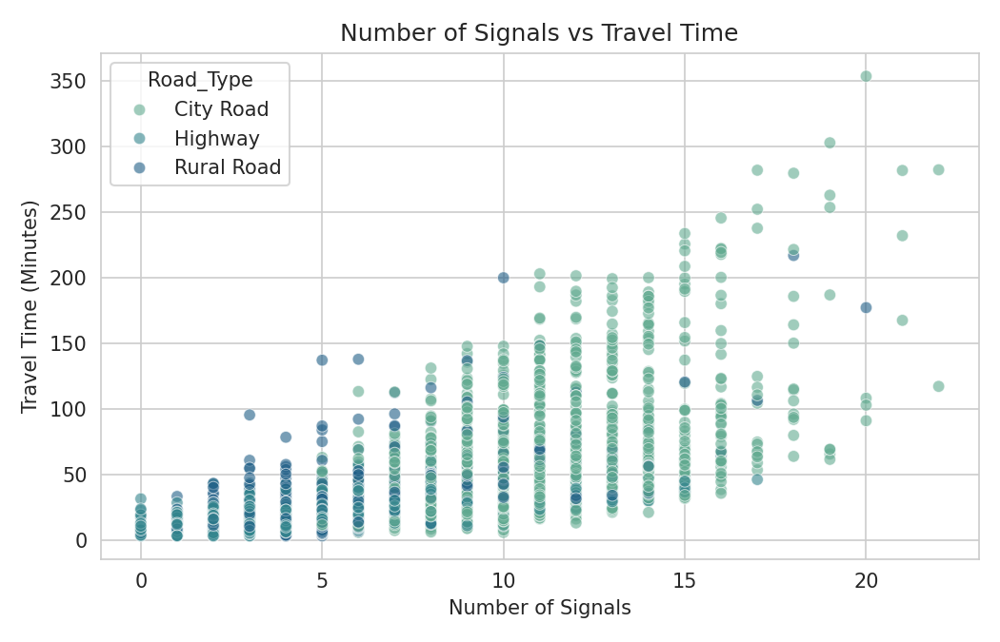 Number of Signals vs Travel Time
Road_Type
City Road
Highway
Rural Road
Travel Time (Minutes)
350
300
250
200
150
100
50
0
0 5 10 15 20
Number of Signals